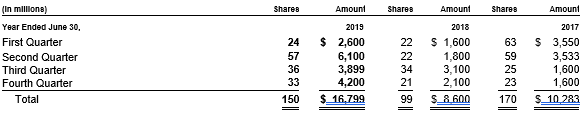 (In millions) Shares Amount Shares Amount Shares Amount
Year Ended June 30, 2019 2018 2017
First Quarter 24 $ 2,600 22 $ 1,600 63 $ 3,550
Second Quarter 57 6,100 22 1,800 59 3,533
Third Quarter 36 3,899 34 3,100 25 1,600
Fourth Quarter 33 4,200 21 2,100 23 1,600
Total 150 $ 16,799 99 $ 8,600 170 $ 10,283